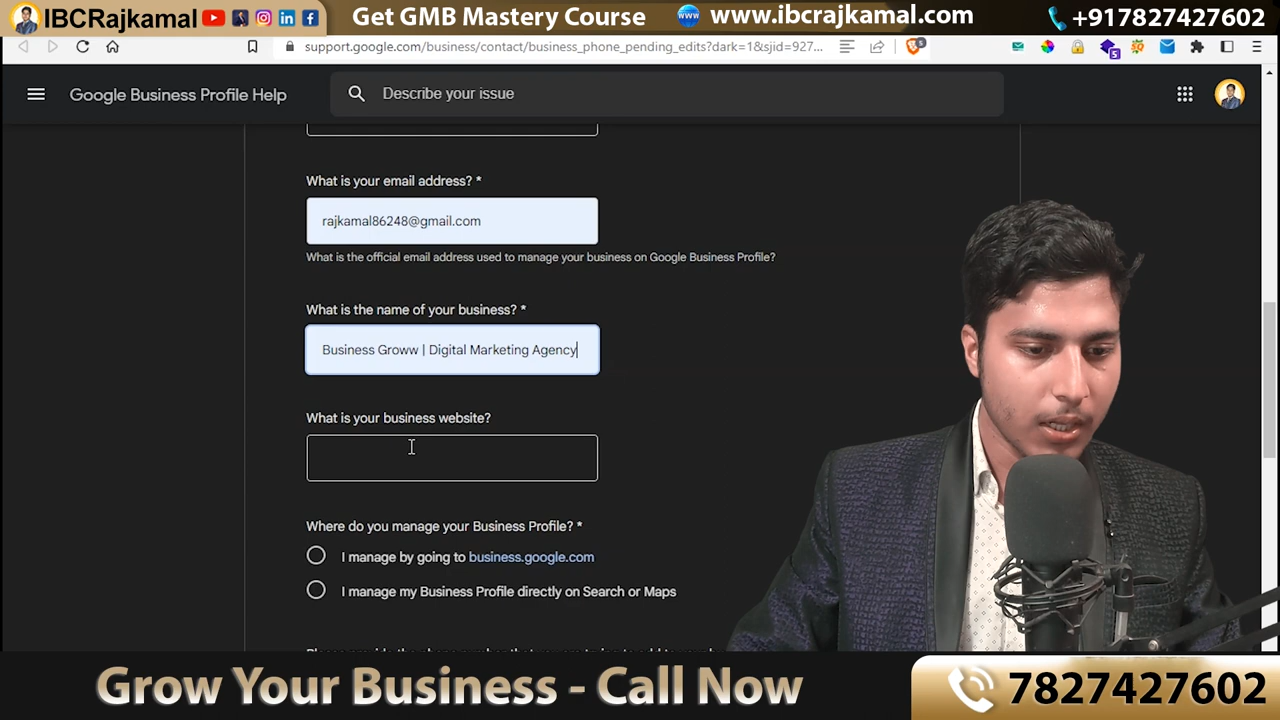 IBCRajkamal
Get GMB Mastery Course
www.ibcrajkamal.com
+917827427602
support.google.com/business/contact/business_phone_pending_edits?dark=1&sjid=927...
Google Business Profile Help
Describe your issue
What is your email address? *
rajkamal86248@gmail.com
What is the official email address used to manage your business on Google Business Profile?
What is the name of your business? *
Business Groww | Digital Marketing Agency
What is your business website?
Where do you manage your Business Profile? *
I manage by going to business.google.com
I manage my Business Profile directly on Search or Maps
Grow Your Business - Call Now
7827427602